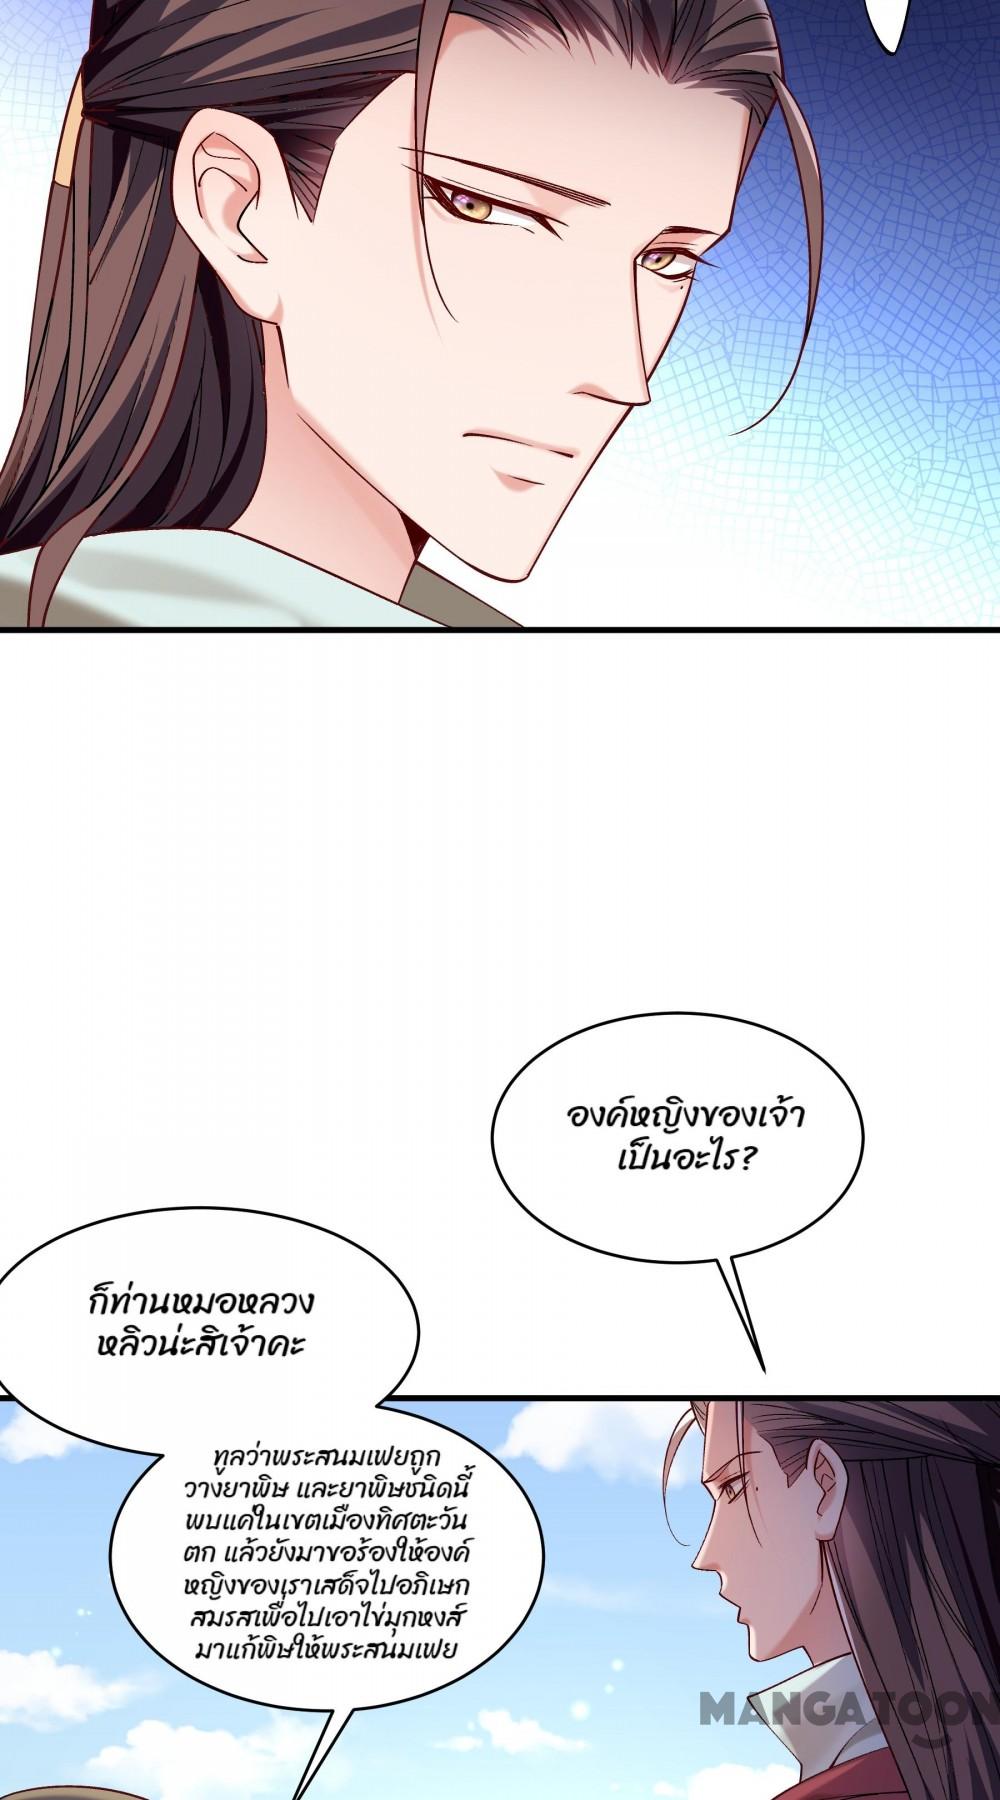 องค์หญิงของเจ้า
เป็นอะไร?
ก็ท่านหมอหลวง
หลิวน่ะสิเจ้าคะ
ทูลว่าพระสนมเฟยถูก
วางยาพิษ และยาพิษชนิดนี้
พบแค่ในเขตเมืองทิศตะวัน
ตก แล้วยังมาขอร้องให้องค์
หญิงของเราเสด็จไปอภิเษก
สมรสเพื่อไปเอาไข่มุกหงส์
มาแก้พิษให้พระสนมเฟย
MANGATOON